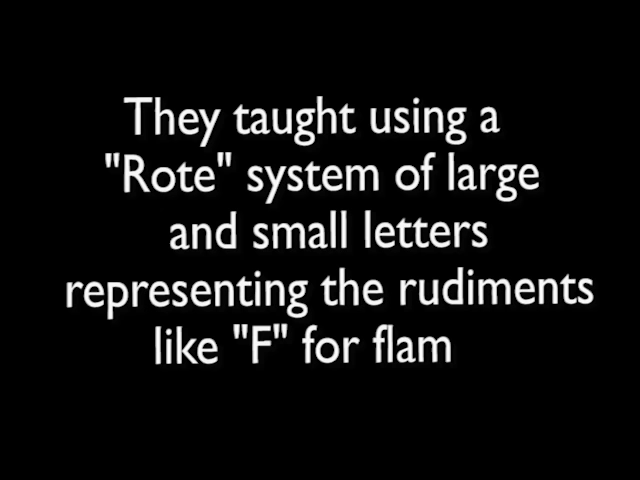 They taught using a
"Rote" system of large
and small letters
representing the rudiments
like "F" for flam